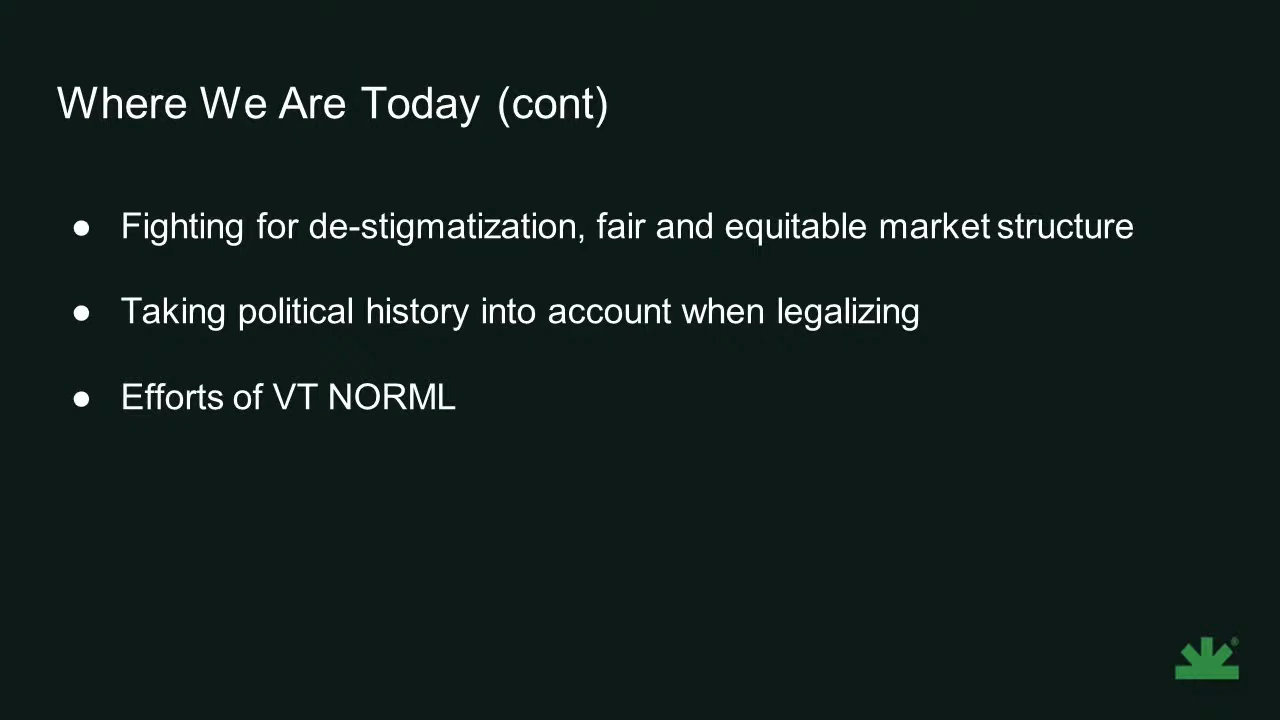 Where We Are Today (cont)
● Fighting for de-stigmatization, fair and equitable market structure
● Taking political history into account when legalizing
● Efforts of VT NORML
®